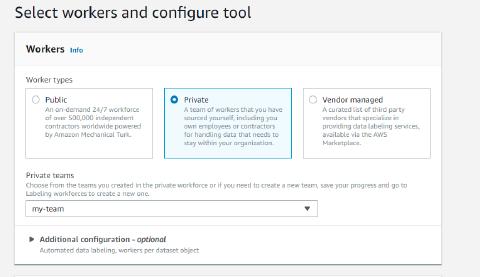 Select workers and configure tool
Workers Info
Worker types
Public
An on-demand 24/7 workforce
of over 500,000 independent
contractors worldwide powered
by Amazon Mechanical Turk.
Private
A team of workers that you have
sourced yourself, including you
own employees or contractors
for handling data that needs to
stay within your organization.
Vendor managed
A curated list of third party
vendors that specialize in
providing data labeling services,
available via the AWS
Marketplace.
Private teams
Choose from the teams you created in the private workforce or if you need to create a new team, save your progress and go to
Labeling workforces to create a new one.
my-team
Additional configuration - optional
Automated data labeling, workers per dataset object